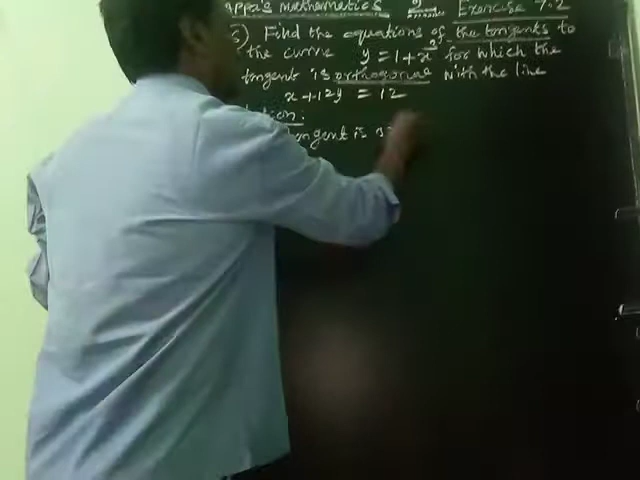 appa's mathematics Exercise 7.2
5) Find the equations of the tangents to
the curve y = 1 + x³ for which the
tangent is orthogonal with the line
x + 12y = 12
tion:
tangent is